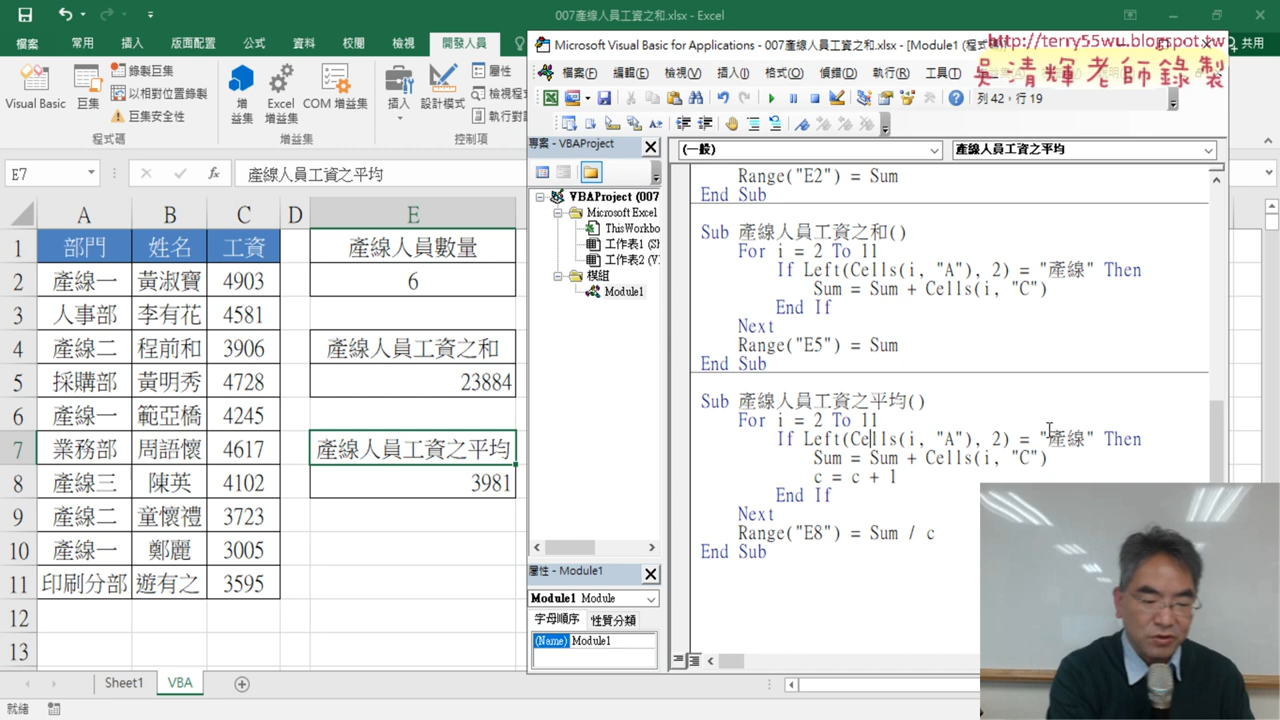 007產線人員工資之和.xlsx - Excel
檔案 常用 插入 版面配置 公式 資料 校閱 檢視 開發人員 共用
Visual Basic 巨集 錄製巨集 以相對位置錄製 巨集安全性 程式碼
增益集 Excel 增益集 COM 增益集 增益集
插入 設計模式 屬性 檢視程式 執行對 控制項
E7 fx 產線人員工資之平均
A B C D E
1 部門 姓名 工資 產線人員數量
2 產線一 黃淑寶 4903 6
3 人事部 李有花 4581
4 產線二 程前和 3906 產線人員工資之和
5 採購部 黃明秀 4728 23884
6 產線一 範亞橋 4245
7 業務部 周語懷 4617 產線人員工資之平均
8 產線三 陳英 4102 3981
9 產線二 童懷禮 3723
10 產線一 鄭麗 3005
11 印刷分部 遊有之 3595
12
13
Sheet1 VBA
就緒
Microsoft Visual Basic for Applications - 007產線人員工資之和.xlsx - [Module1 (程式
http://terry55wu.blogspot.tw
吳清輝老師錄製
檔案(F) 編輯(E) 檢視(V) 插入(I) 格式(O) 偵錯(D) 執行(R) 工具(T)
列 42，行 19
專案 - VBAProject
VBAProject (007
Microsoft Excel
ThisWorkbo
工作表1 (Sh
工作表2 (V
模組
Module1
屬性 - Module1
Module1 Module
字母順序 性質分類
(Name) Module1
(一般) 產線人員工資之平均
Range("E2") = Sum
End Sub
Sub 產線人員工資之和()
For i = 2 To 11
If Left(Cells(i, "A"), 2) = "產線" Then
Sum = Sum + Cells(i, "C")
End If
Next
Range("E5") = Sum
End Sub
Sub 產線人員工資之平均()
For i = 2 To 11
If Left(Cells(i, "A"), 2) = "產線" Then
Sum = Sum + Cells(i, "C")
c = c + 1
End If
Next
Range("E8") = Sum / c
End Sub